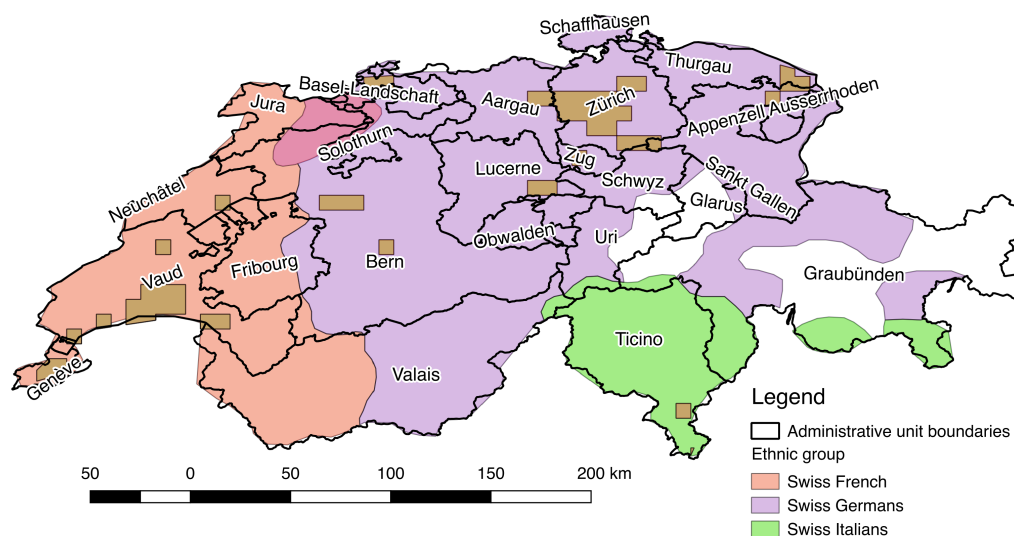 Schaffhausen
Thurgau
Basel-Landschaft
Jura
Aargau
Zürich
Appenzell Ausserrhoden
Solothurn
Zug
Lucerne
Schwyz
Sankt Gallen
Neuchâtel
Glarus
Obwalden
Uri
Bern
Fribourg
Vaud
Graubünden
Ticino
Valais
Genève
Legend
Administrative unit boundaries
Ethnic group
Swiss French
Swiss Germans
Swiss Italians
50 0 50 100 150 200 km